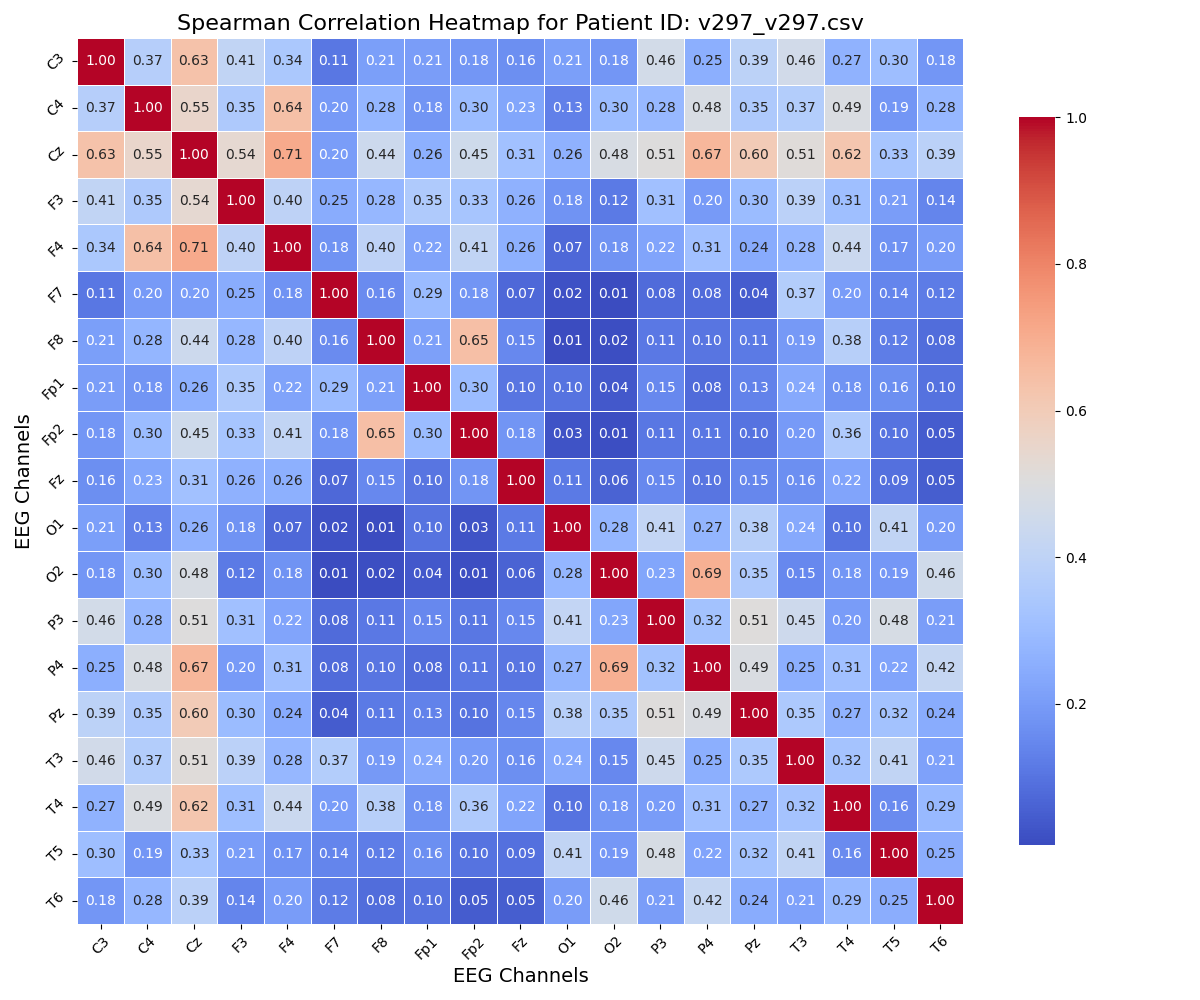 Spearman Correlation Heatmap for Patient ID: v297_v297.csv
C3 1.00 0.37 0.63 0.41 0.34 0.11 0.21 0.21 0.18 0.16 0.21 0.18 0.46 0.25 0.39 0.46 0.27 0.30 0.18
C4 0.37 1.00 0.55 0.35 0.64 0.20 0.28 0.18 0.30 0.23 0.13 0.30 0.28 0.48 0.35 0.37 0.49 0.19 0.28
Cz 0.63 0.55 1.00 0.54 0.71 0.20 0.44 0.26 0.45 0.31 0.26 0.48 0.51 0.67 0.60 0.51 0.62 0.33 0.39
F3 0.41 0.35 0.54 1.00 0.40 0.25 0.28 0.35 0.33 0.26 0.18 0.12 0.31 0.20 0.30 0.39 0.31 0.21 0.14
F4 0.34 0.64 0.71 0.40 1.00 0.18 0.40 0.22 0.41 0.26 0.07 0.18 0.22 0.31 0.24 0.28 0.44 0.17 0.20
F7 0.11 0.20 0.20 0.25 0.18 1.00 0.16 0.29 0.18 0.07 0.02 0.01 0.08 0.08 0.04 0.37 0.20 0.14 0.12
F8 0.21 0.28 0.44 0.28 0.40 0.16 1.00 0.21 0.65 0.15 0.01 0.02 0.11 0.10 0.11 0.19 0.38 0.12 0.08
Fp1 0.21 0.18 0.26 0.35 0.22 0.29 0.21 1.00 0.30 0.10 0.10 0.04 0.15 0.08 0.13 0.24 0.18 0.16 0.10
Fp2 0.18 0.30 0.45 0.33 0.41 0.18 0.65 0.30 1.00 0.18 0.03 0.01 0.11 0.11 0.10 0.20 0.36 0.10 0.05
Fz 0.16 0.23 0.31 0.26 0.26 0.07 0.15 0.10 0.18 1.00 0.11 0.06 0.15 0.10 0.15 0.16 0.22 0.09 0.05
O1 0.21 0.13 0.26 0.18 0.07 0.02 0.01 0.10 0.03 0.11 1.00 0.28 0.41 0.27 0.38 0.24 0.10 0.41 0.20
O2 0.18 0.30 0.48 0.12 0.18 0.01 0.02 0.04 0.01 0.06 0.28 1.00 0.23 0.69 0.35 0.15 0.18 0.19 0.46
P3 0.46 0.28 0.51 0.31 0.22 0.08 0.11 0.15 0.11 0.15 0.41 0.23 1.00 0.32 0.51 0.45 0.20 0.48 0.21
P4 0.25 0.48 0.67 0.20 0.31 0.08 0.10 0.08 0.11 0.10 0.27 0.69 0.32 1.00 0.49 0.25 0.31 0.22 0.42
Pz 0.39 0.35 0.60 0.30 0.24 0.04 0.11 0.13 0.10 0.15 0.38 0.35 0.51 0.49 1.00 0.35 0.27 0.32 0.24
T3 0.46 0.37 0.51 0.39 0.28 0.37 0.19 0.24 0.20 0.16 0.24 0.15 0.45 0.25 0.35 1.00 0.32 0.41 0.21
T4 0.27 0.49 0.62 0.31 0.44 0.20 0.38 0.18 0.36 0.22 0.10 0.18 0.20 0.31 0.27 0.32 1.00 0.16 0.29
T5 0.30 0.19 0.33 0.21 0.17 0.14 0.12 0.16 0.10 0.09 0.41 0.19 0.48 0.22 0.32 0.41 0.16 1.00 0.25
T6 0.18 0.28 0.39 0.14 0.20 0.12 0.08 0.10 0.05 0.05 0.20 0.46 0.21 0.42 0.24 0.21 0.29 0.25 1.00
C3 C4 Cz F3 F4 F7 F8 Fp1 Fp2 Fz O1 O2 P3 P4 Pz T3 T4 T5 T6
EEG Channels
EEG Channels
1.0
0.8
0.6
0.4
0.2